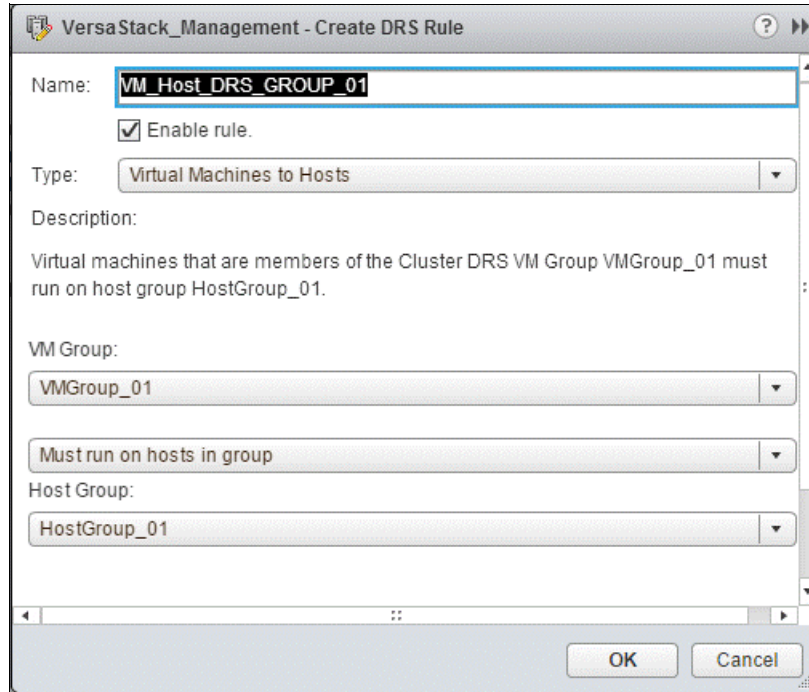 VersaStack_Management - Create DRS Rule
?
Name: VM_Host_DRS_GROUP_01
Enable rule.
Type: Virtual Machines to Hosts
Description:
Virtual machines that are members of the Cluster DRS VM Group VMGroup_01 must
run on host group HostGroup_01.
VM Group:
VMGroup_01
Must run on hosts in group
Host Group:
HostGroup_01
OK Cancel